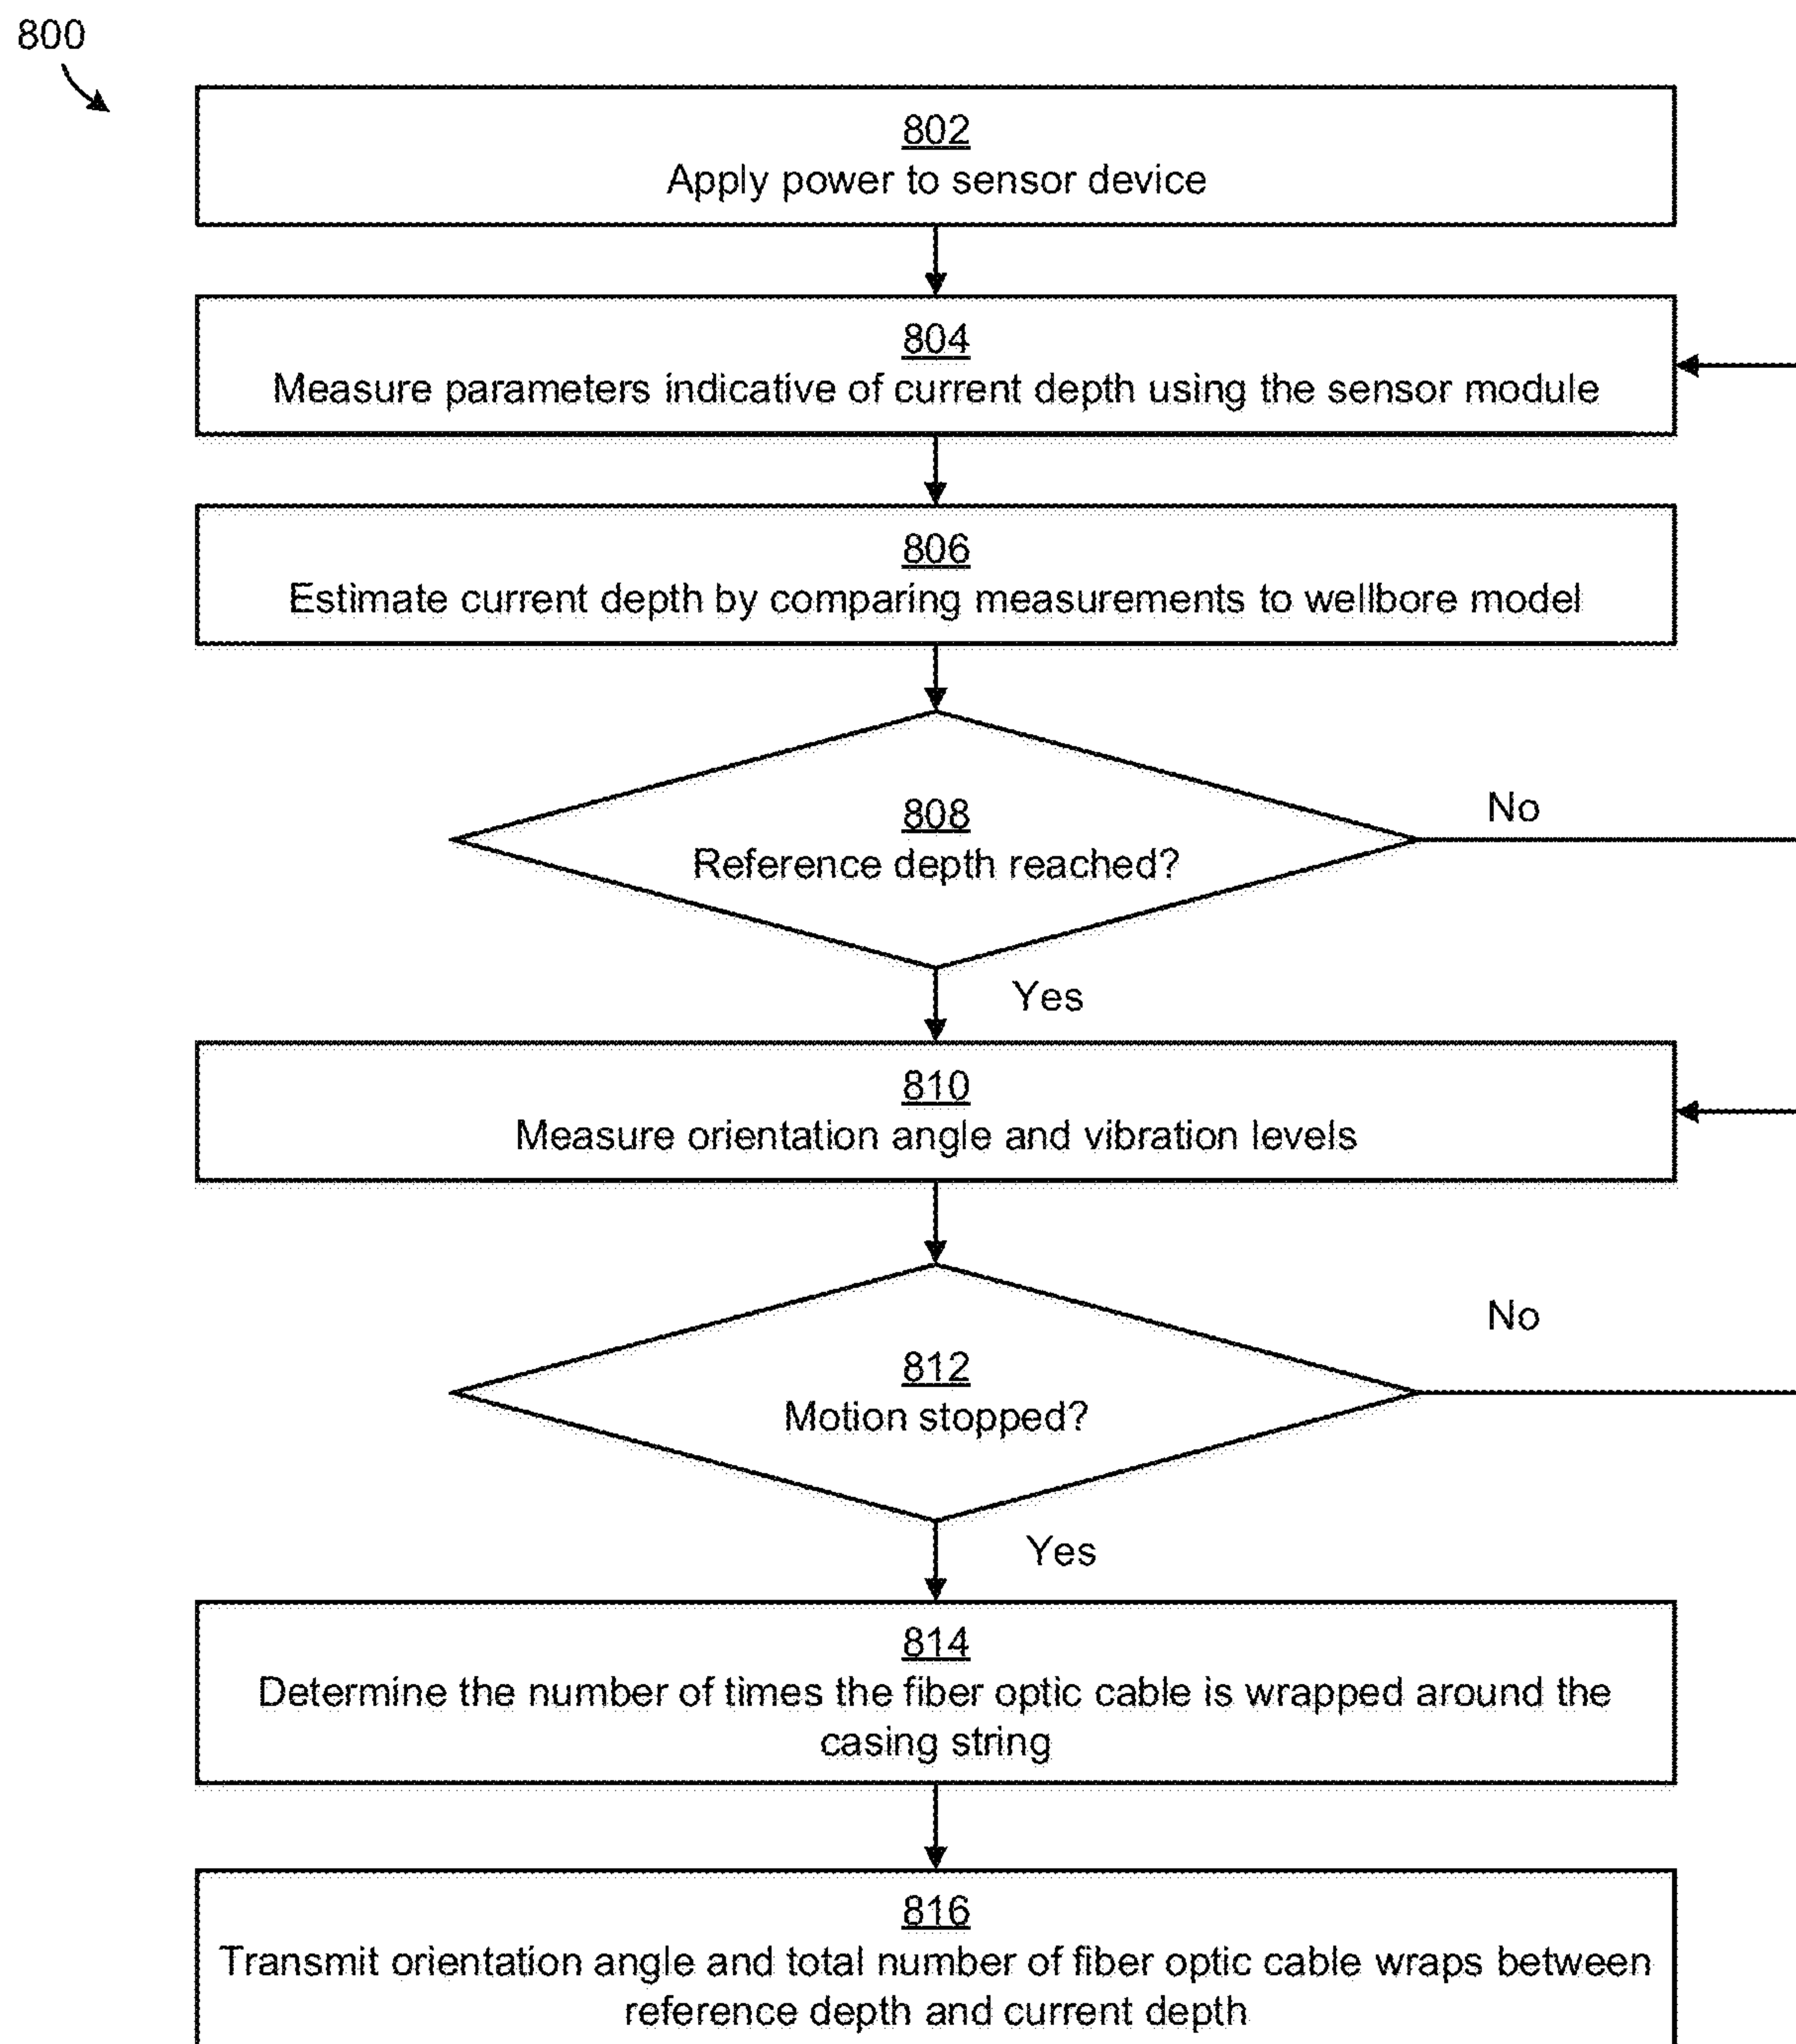 800
802
Apply power to sensor device
804
Measure parameters indicative of current depth using the sensor module
806
Estimate current depth by comparing measurements to wellbore model
808
Reference depth reached?
No
Yes
810
Measure orientation angle and vibration levels
812
Motion stopped?
No
Yes
814
Determine the number of times the fiber optic cable is wrapped around the
casing string
816
Transmit orientation angle and total number of fiber optic cable wraps between
reference depth and current depth